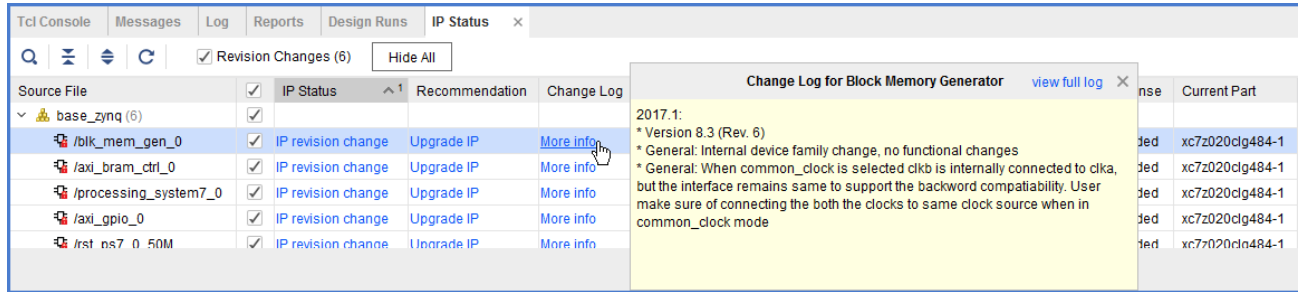 Tcl Console Messages Log Reports Design Runs IP Status ×
Revision Changes (6) Hide All
Source File IP Status 1 Recommendation Change Log nse Current Part
base_zynq (6)
/blk_mem_gen_0 IP revision change Upgrade IP More info ded xc7z020clg484-1
/axi_bram_ctrl_0 IP revision change Upgrade IP More info ded xc7z020clg484-1
/processing_system7_0 IP revision change Upgrade IP More info ded xc7z020clg484-1
/axi_gpio_0 IP revision change Upgrade IP More info ded xc7z020clg484-1
/rst_ps7_0_50M IP revision change Upgrade IP More info ded xc7z020clg484-1
Change Log for Block Memory Generator view full log ×
2017.1:
* Version 8.3 (Rev. 6)
* General: Internal device family change, no functional changes
* General: When common_clock is selected clkb is internally connected to clka,
but the interface remains same to support the backword compatiability. User
make sure of connecting the both the clocks to same clock source when in
common_clock mode